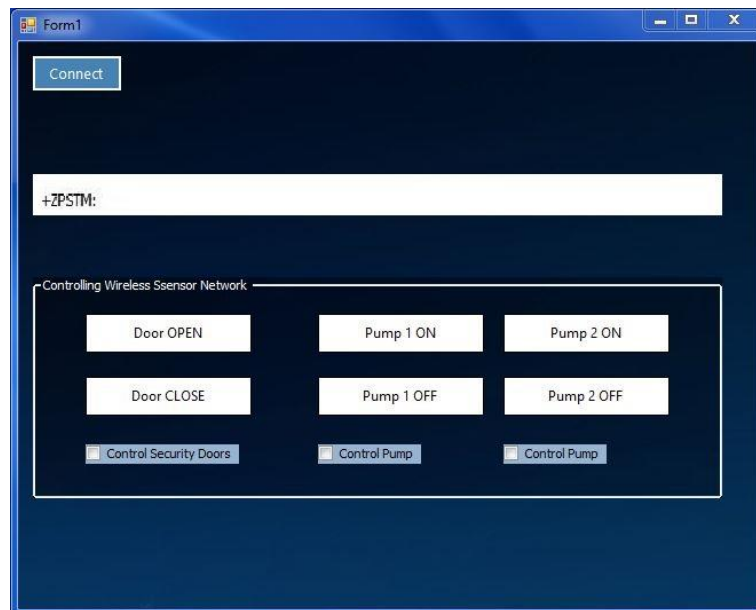 Form1
Connect
+ZPSTM:
Controlling Wireless Ssensor Network
Door OPEN Pump 1 ON Pump 2 ON
Door CLOSE Pump 1 OFF Pump 2 OFF
Control Security Doors Control Pump Control Pump